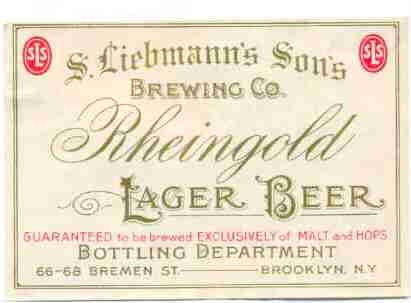 SLS SLS
S. Liebmann's Son's
BREWING CO.
Rheingold
LAGER BEER
GUARANTEED to be brewed EXCLUSIVELY of MALT and HOPS
BOTTLING DEPARTMENT
66-68 BREMEN ST. BROOKLYN, N.Y